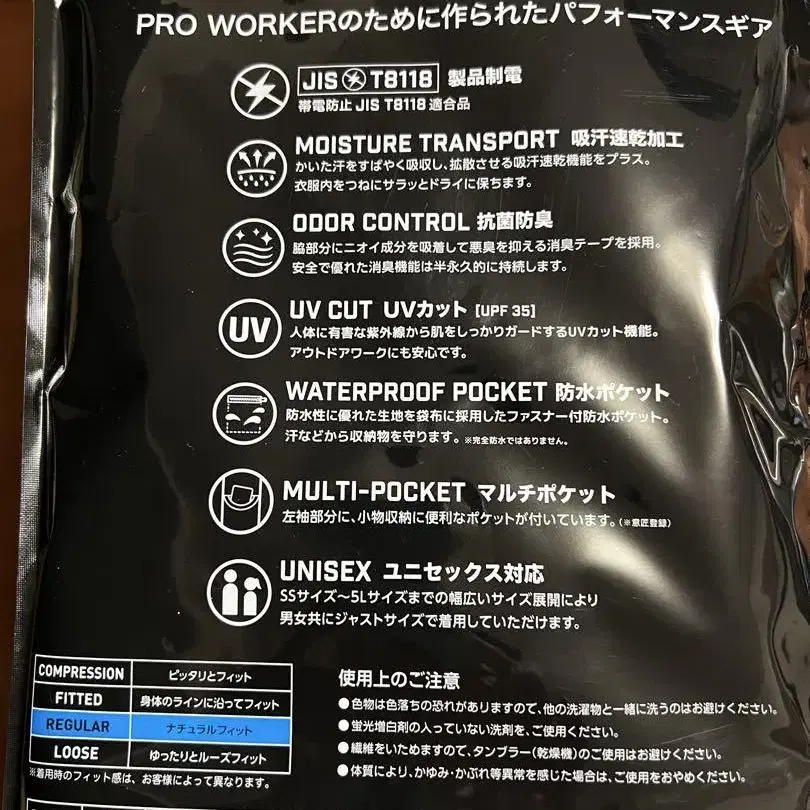 PRO WORKERのために作られたパフォーマンスギア
JIS T8118 製品制電
帯電防止 JIS T8118 適合品
MOISTURE TRANSPORT 吸汗速乾加工
かいた汗をすばやく吸収し、拡散させる吸汗速乾機能をプラス。
衣服内をつねにサラッとドライに保ちます。
ODOR CONTROL 抗菌防臭
脇部分にニオイ成分を吸着して悪臭を抑える消臭テープを採用。
安全で優れた消臭機能は半永久的に持続します。
UV
UV CUT UVカット [UPF 35]
人体に有害な紫外線から肌をしっかりガードするUVカット機能。
アウトドアワークにも安心です。
WATERPROOF POCKET 防水ポケット
防水性に優れた生地を袋布に採用したファスナー付防水ポケット。
汗などから収納物を守ります。※完全防水ではありません。
MULTI-POCKET マルチポケット
左袖部分に、小物収納に便利なポケットが付いています。(※意匠登録)
UNISEX ユニセックス対応
SSサイズ〜5Lサイズまでの幅広いサイズ展開により
男女共にジャストサイズで着用していただけます。
COMPRESSION ピッタリとフィット
FITTED 身体のラインに沿ってフィット
REGULAR ナチュラルフィット
LOOSE ゆったりとルーズフィット
※着用時のフィット感は、お客様によって異なります。
使用上のご注意
●色物は色落ちの恐れがありますので、他の洗濯物と一緒に洗うのはお避けください。
●蛍光増白剤の入っていない洗剤を、ご使用ください。
●繊維をいためますので、タンブラー(乾燥機)のご使用はお避けください。
●体質により、かゆみ・かぶれ等異常を感じた場合は、ご使用をおやめください。